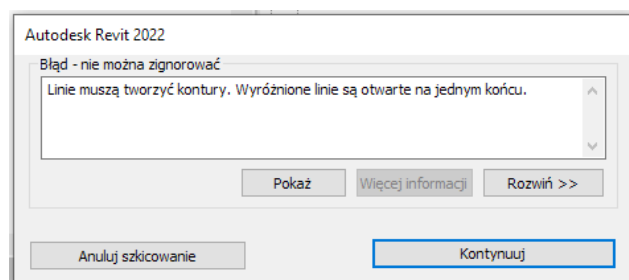 Autodesk Revit 2022
Błąd - nie można zignorować
Linie muszą tworzyć kontury. Wyróżnione linie są otwarte na jednym końcu.
Pokaż
Więcej informacji
Rozwiń >>
Anuluj szkicowanie
Kontynuuj